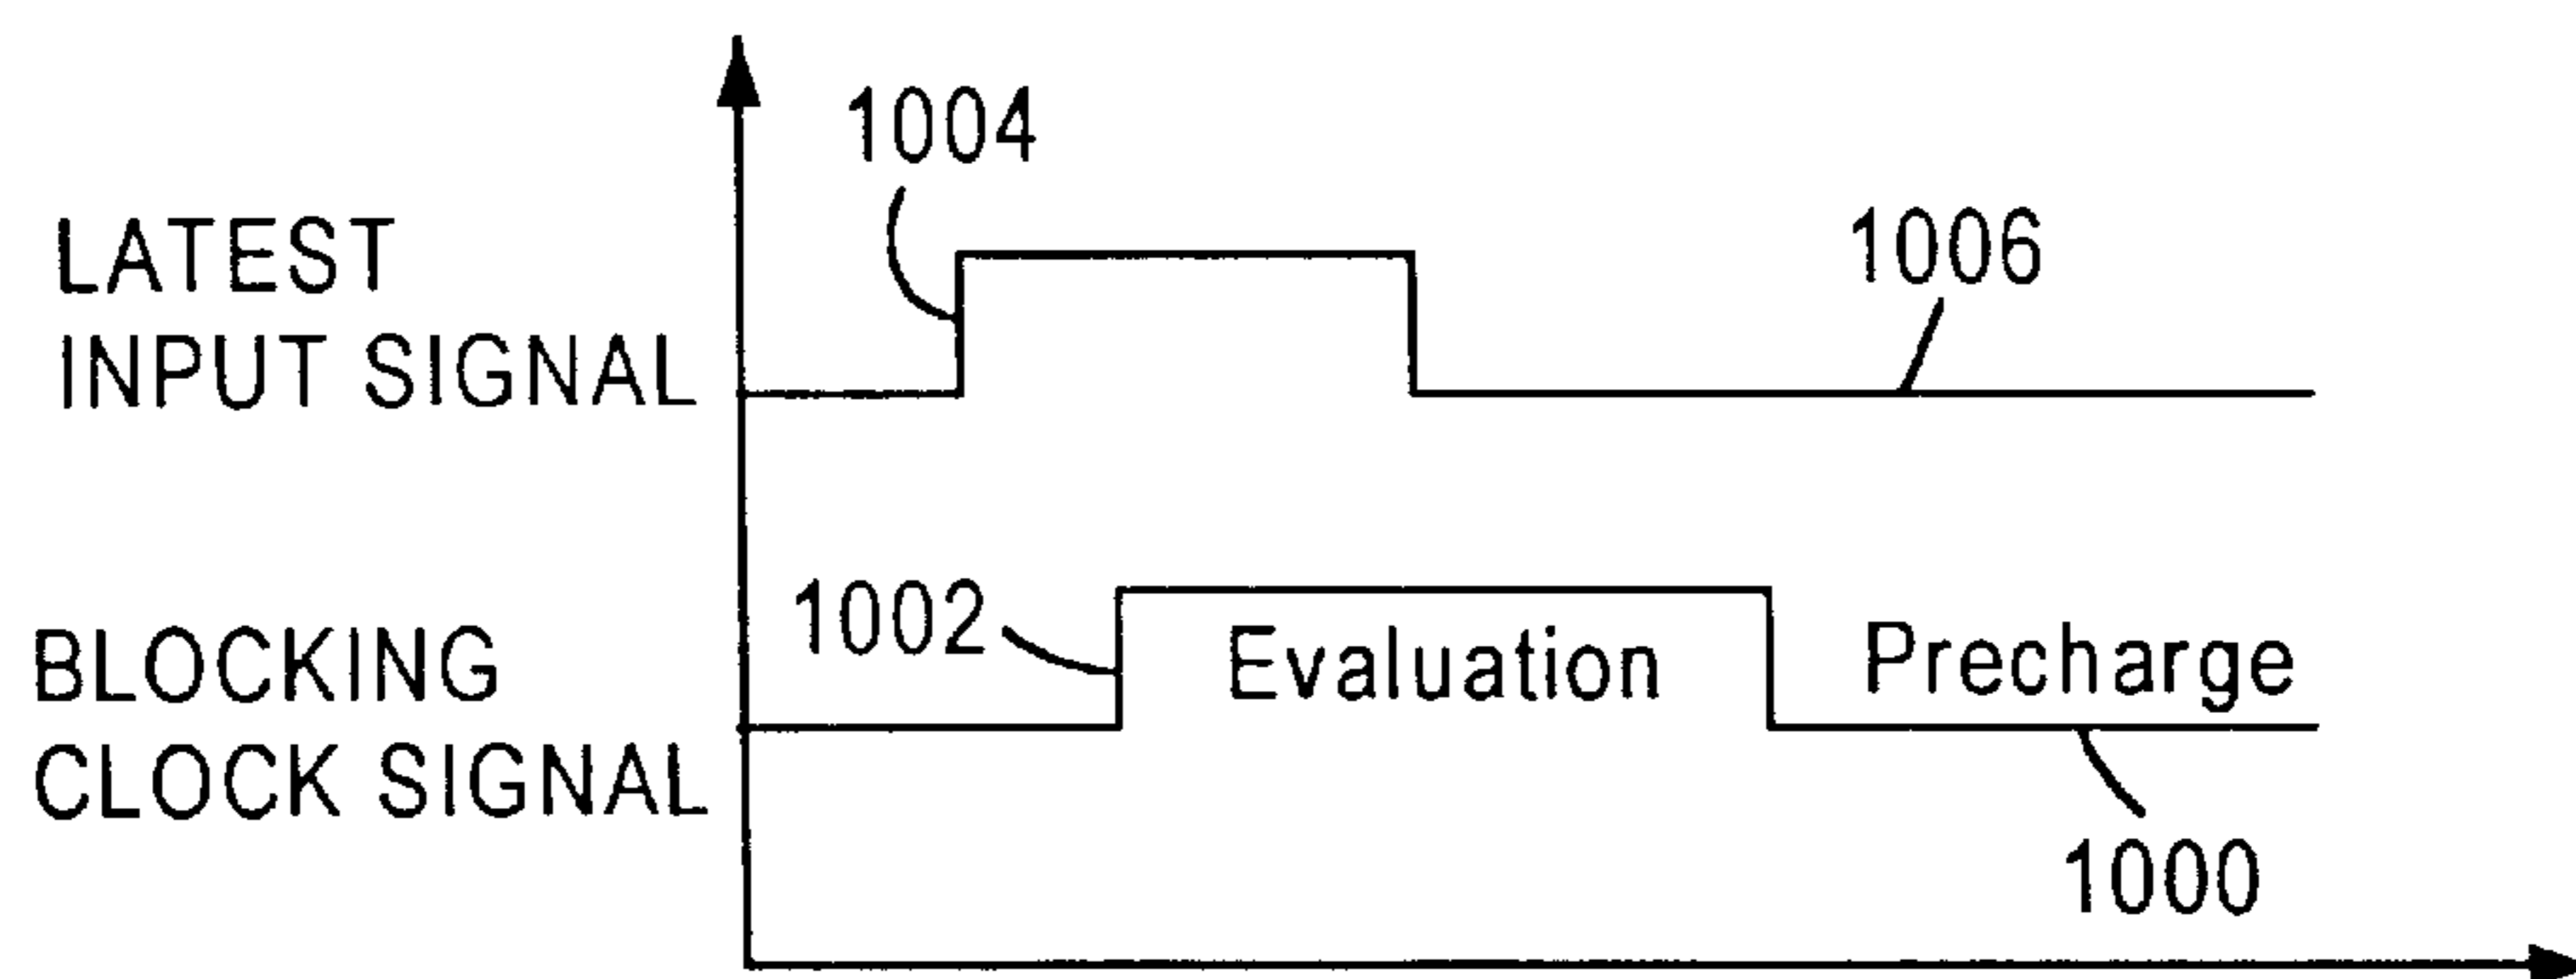 1004
LATEST
INPUT SIGNAL
1006
BLOCKING
CLOCK SIGNAL
1002
Evaluation
Precharge
1000